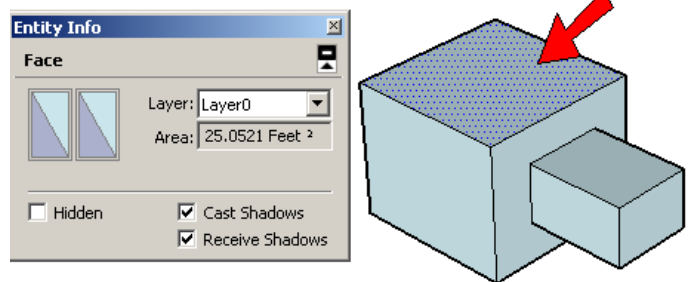 Entity Info
Face
Layer: Layer0
Area: 25.0521 Feet ²
Hidden
Cast Shadows
Receive Shadows